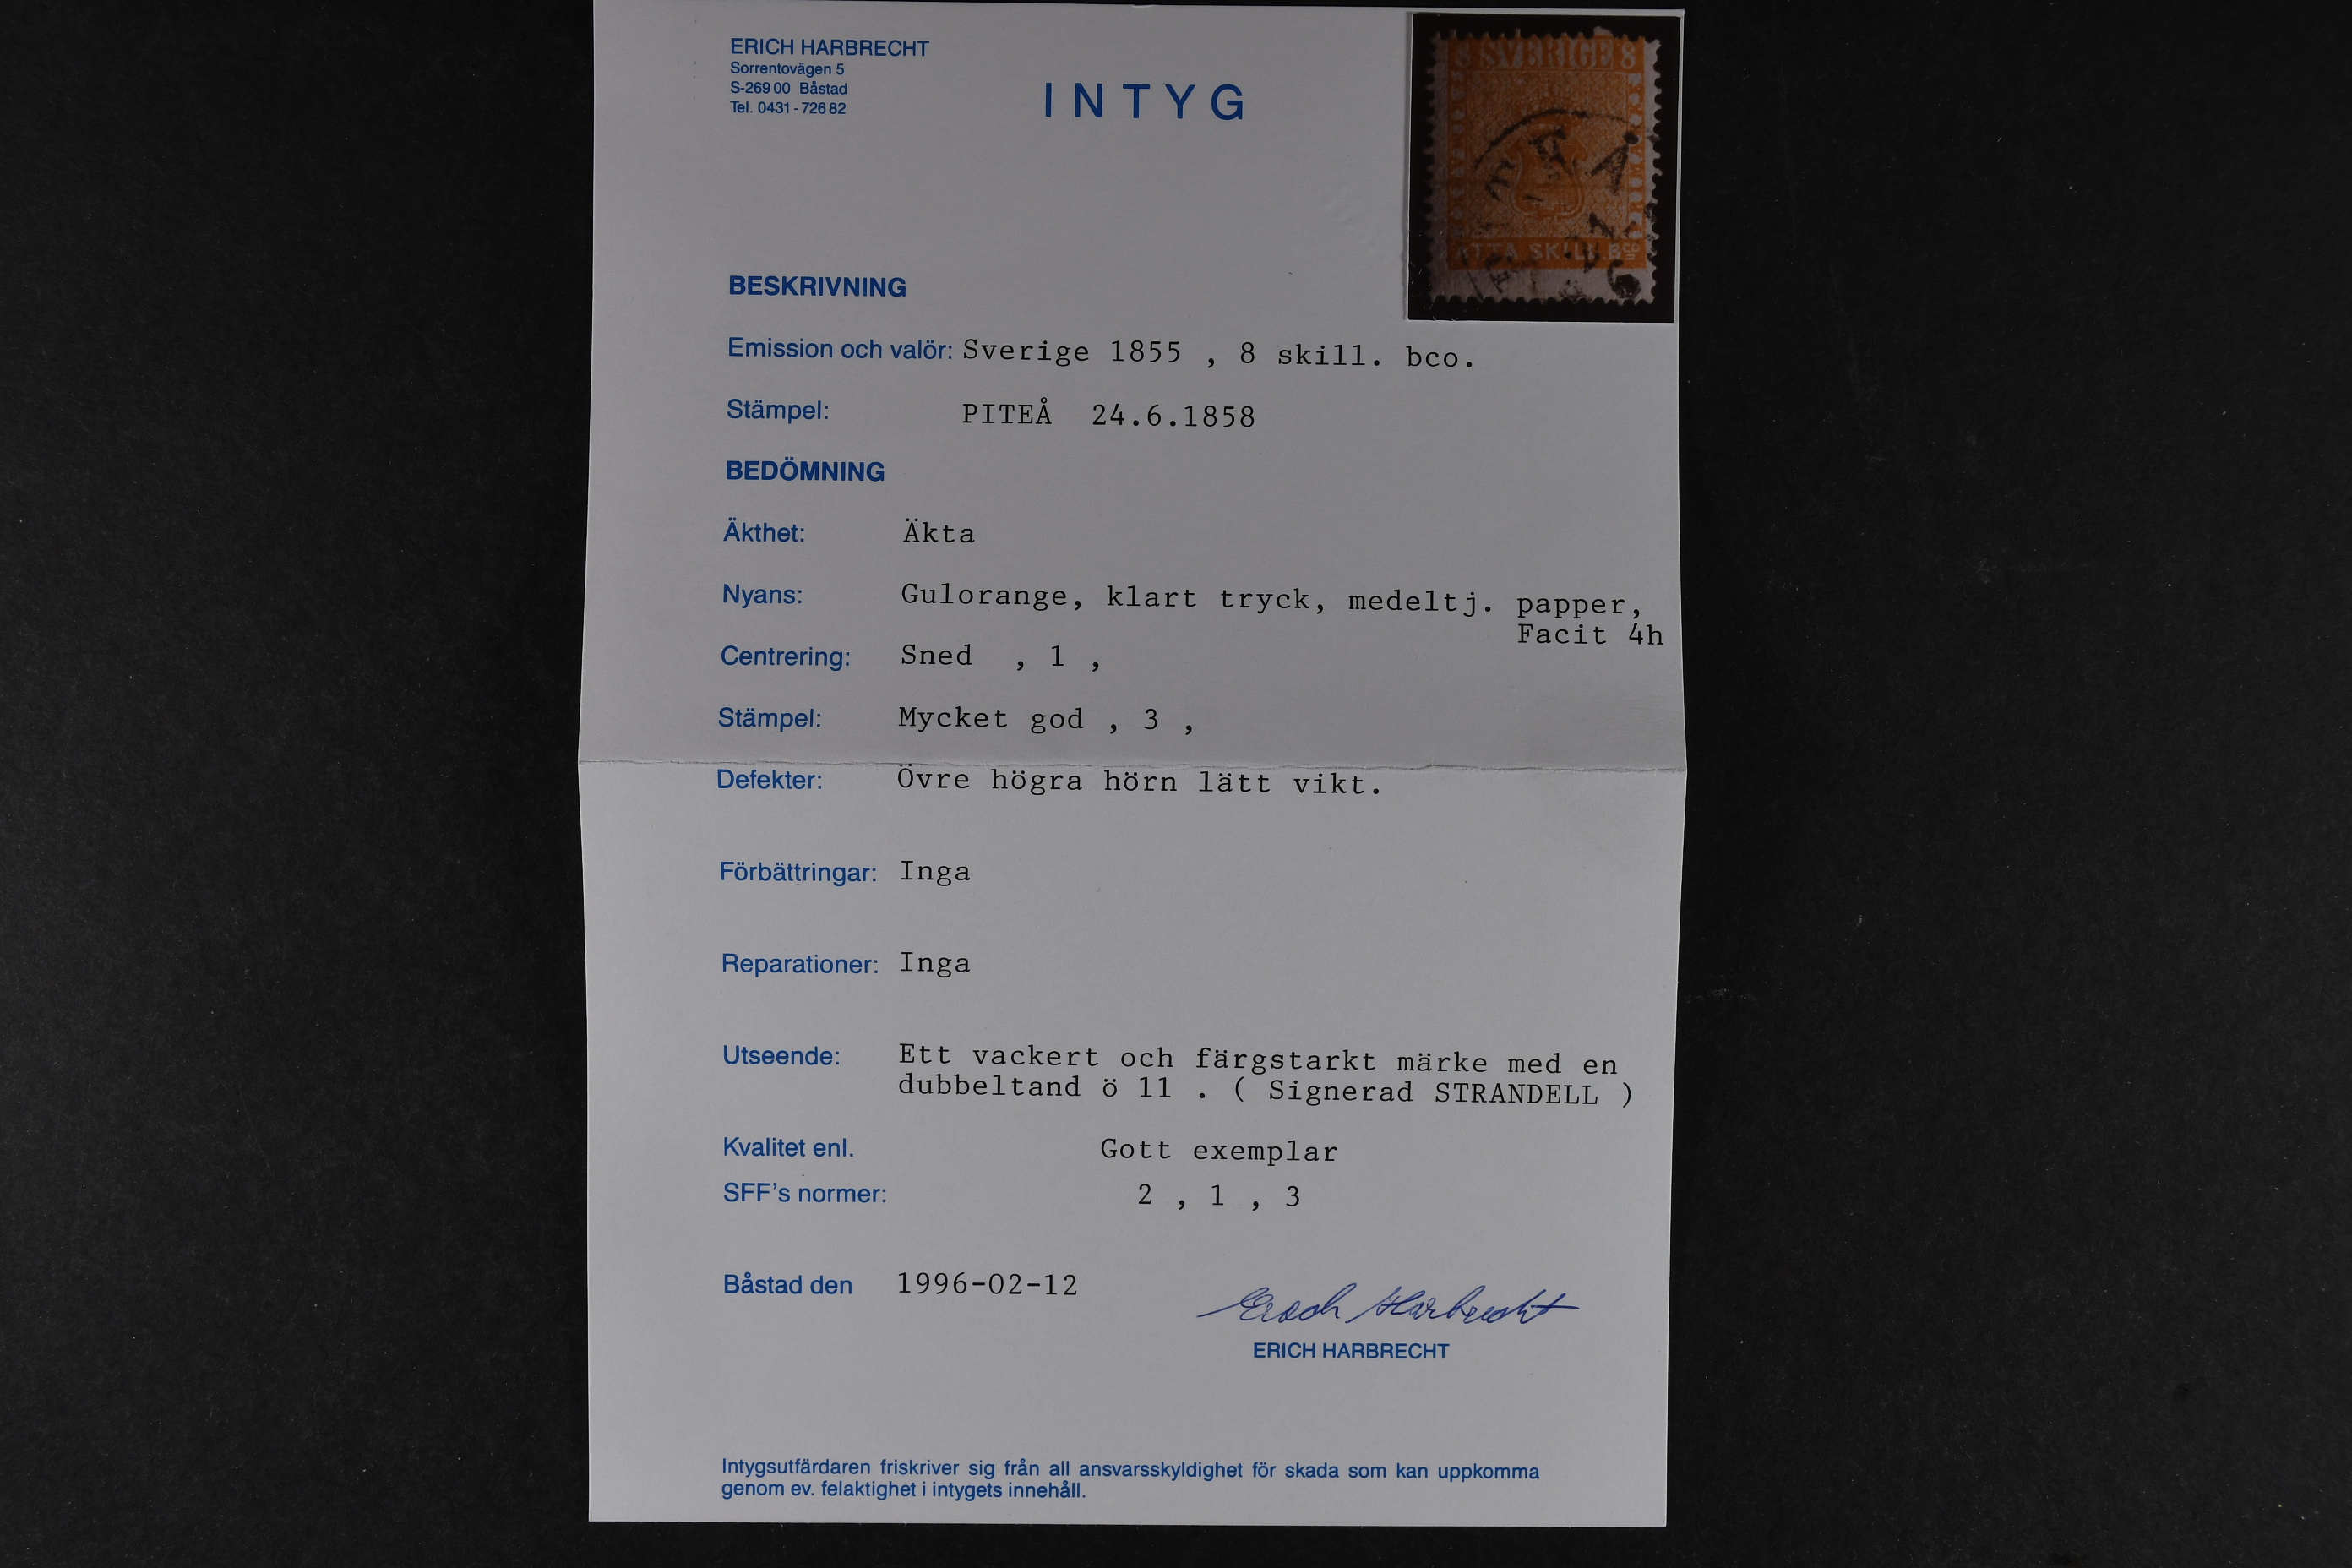 ERICH HARBRECHT
Sorrentovägen 5
S-269 00 Båstad
Tel. 0431 - 726 82
INTYG
8 SVERIGE 8
ÅTTA SKILL. Bco
BESKRIVNING
Emission och valör: Sverige 1855 , 8 skill. bco.
Stämpel: PITEÅ 24.6.1858
BEDÖMNING
Äkthet: Äkta
Nyans: Gulorange, klart tryck, medeltj. papper,
Facit 4h
Centrering: Sned , 1 ,
Stämpel: Mycket god , 3 ,
Defekter: Övre högra hörn lätt vikt.
Förbättringar: Inga
Reparationer: Inga
Utseende: Ett vackert och färgstarkt märke med en
dubbeltand ö 11 . ( Signerad STRANDELL )
Kvalitet enl. Gott exemplar
SFF's normer: 2 , 1 , 3
Båstad den 1996-02-12
Erich Harbrecht
ERICH HARBRECHT
Intygsutfärdaren friskriver sig från all ansvarsskyldighet för skada som kan uppkomma
genom ev. felaktighet i intygets innehåll.